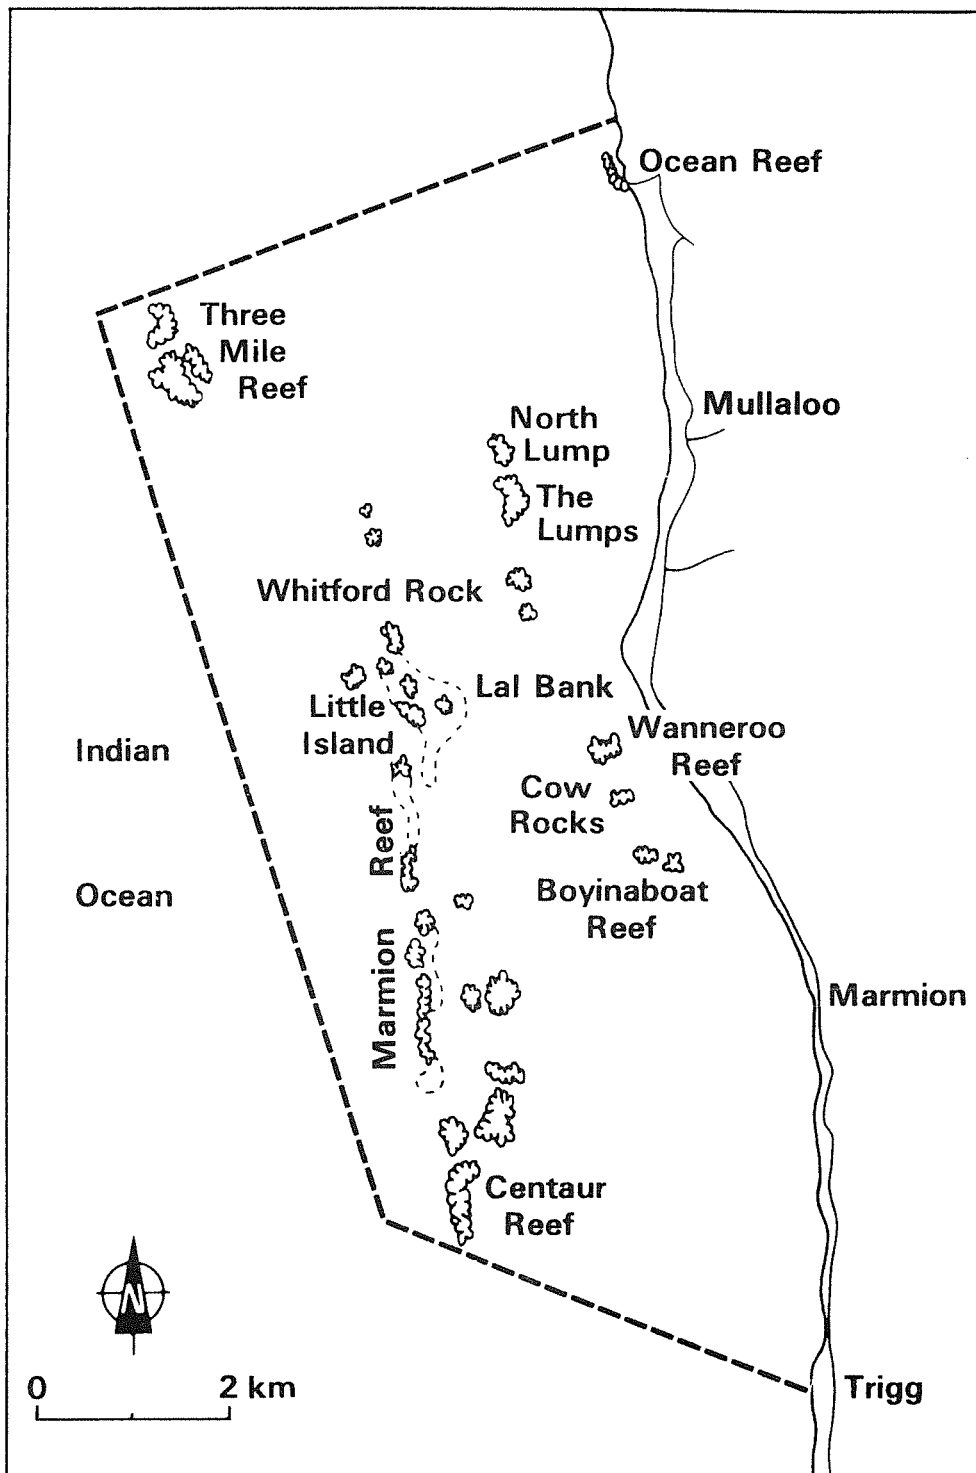 Ocean Reef
Three
Mile
Reef
Mullaloo
North
Lump
The
Lumps
Whitford Rock
Lal Bank
Little
Island
Wanneroo
Reef
Indian
Cow
Rocks
Reef
Boyinaboat
Reef
Ocean
Marmion
Marmion
Centaur
Reef
N
0 2 km
Trigg